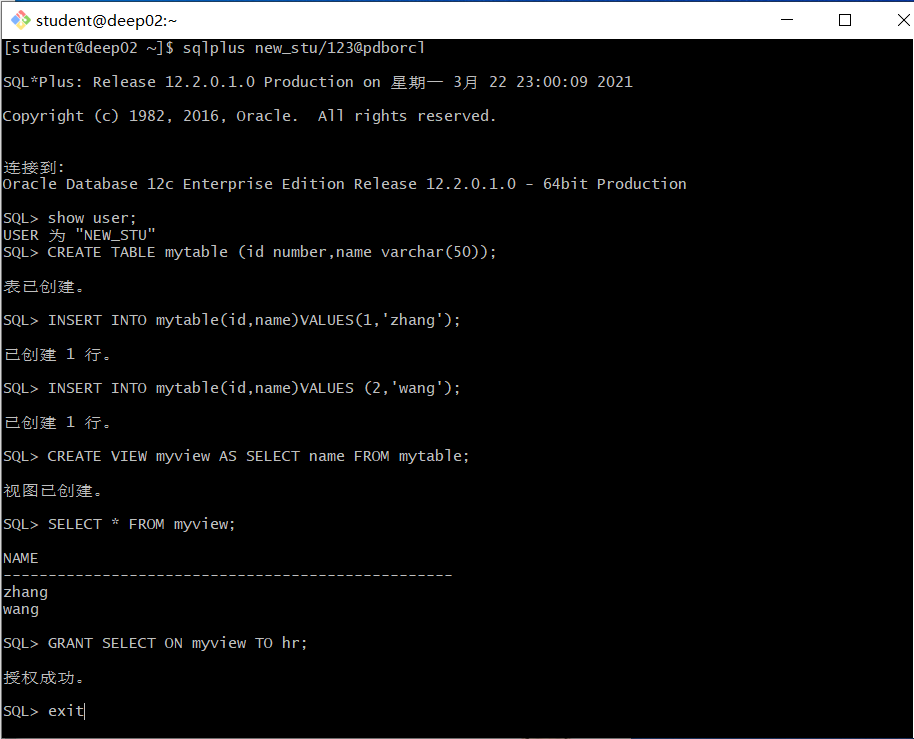 student@deep02:~
[student@deep02 ~]$ sqlplus new_stu/123@pdborcl
SQL*Plus: Release 12.2.0.1.0 Production on 星期一 3月 22 23:00:09 2021
Copyright (c) 1982, 2016, Oracle.  All rights reserved.
连接到:
Oracle Database 12c Enterprise Edition Release 12.2.0.1.0 - 64bit Production
SQL> show user;
USER 为 "NEW_STU"
SQL> CREATE TABLE mytable (id number,name varchar(50));
表已创建。
SQL> INSERT INTO mytable(id,name)VALUES(1,'zhang');
已创建 1 行。
SQL> INSERT INTO mytable(id,name)VALUES (2,'wang');
已创建 1 行。
SQL> CREATE VIEW myview AS SELECT name FROM mytable;
视图已创建。
SQL> SELECT * FROM myview;
NAME
--------------------------------------------------
zhang
wang
SQL> GRANT SELECT ON myview TO hr;
授权成功。
SQL> exit